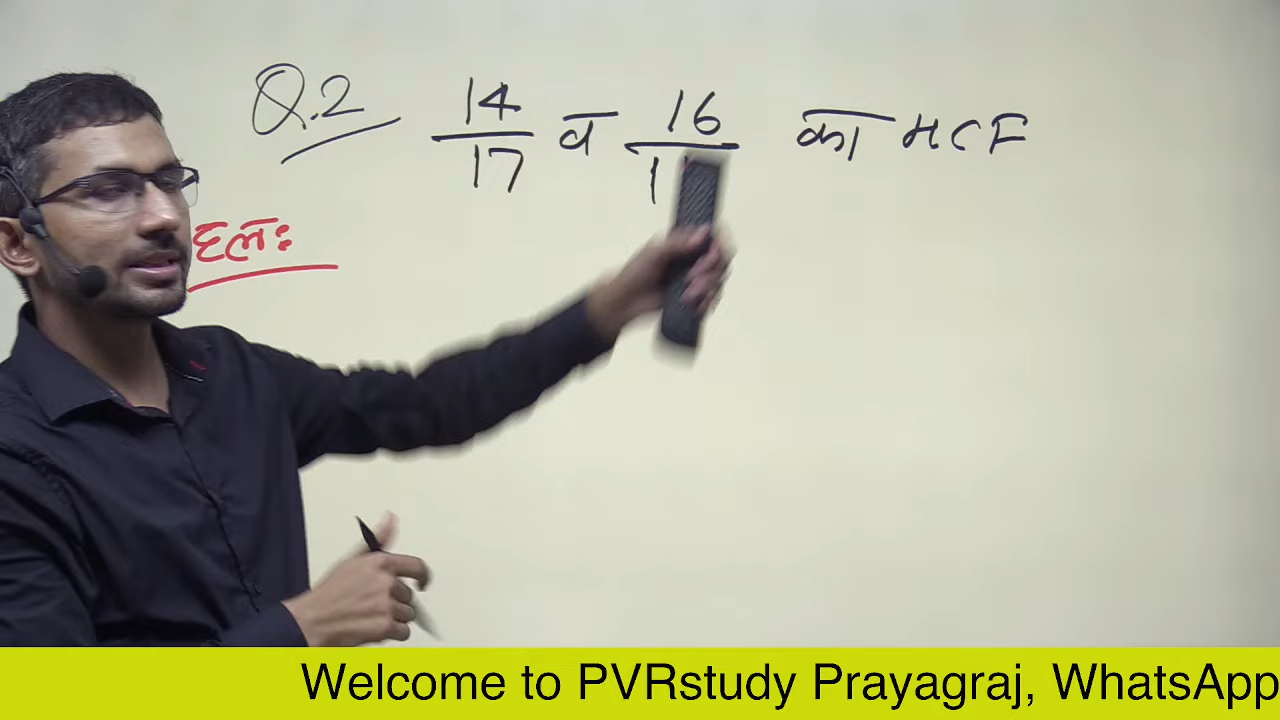 Q.2 14/17 व 16/ का HCF
हलः
Welcome to PVRstudy Prayagraj, WhatsApp